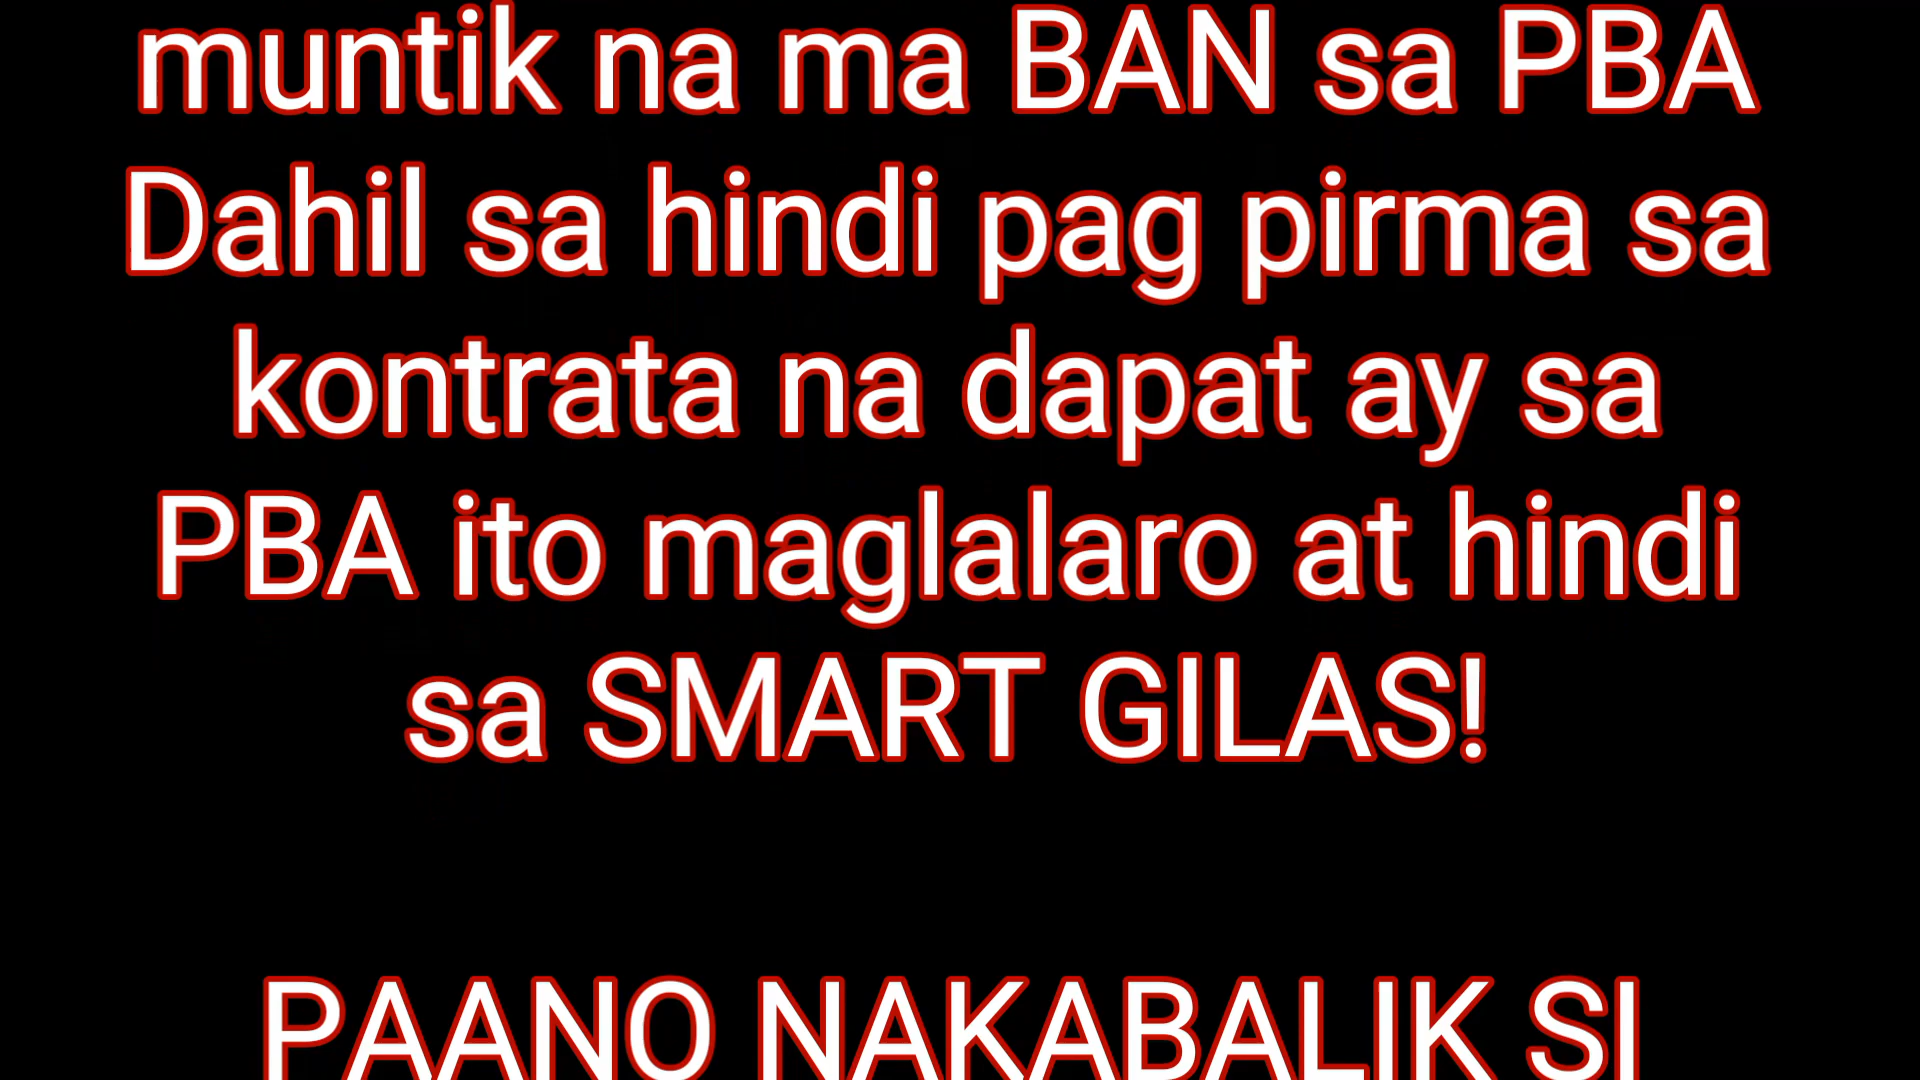 muntik na ma BAN sa PBA
Dahil sa hindi pag pirma sa
kontrata na dapat ay sa
PBA ito maglalaro at hindi
sa SMART GILAS!
PAANO NAKABALIK SI